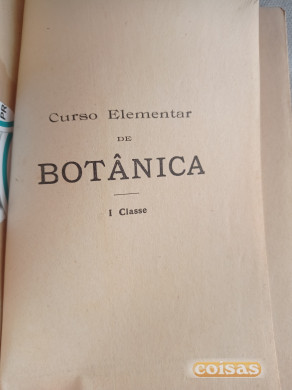 Curso Elementar
DE
BOTÂNICA
I Classe
coisas